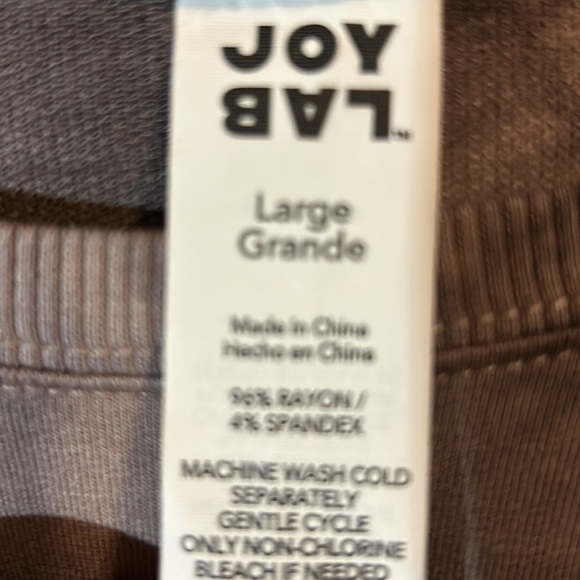 JOY
LAB™
Large
Grande
Made in China
Hecho en China
96% RAYON /
4% SPANDEX
MACHINE WASH COLD
SEPARATELY
GENTLE CYCLE
ONLY NON-CHLORINE
BLEACH IF NEEDED